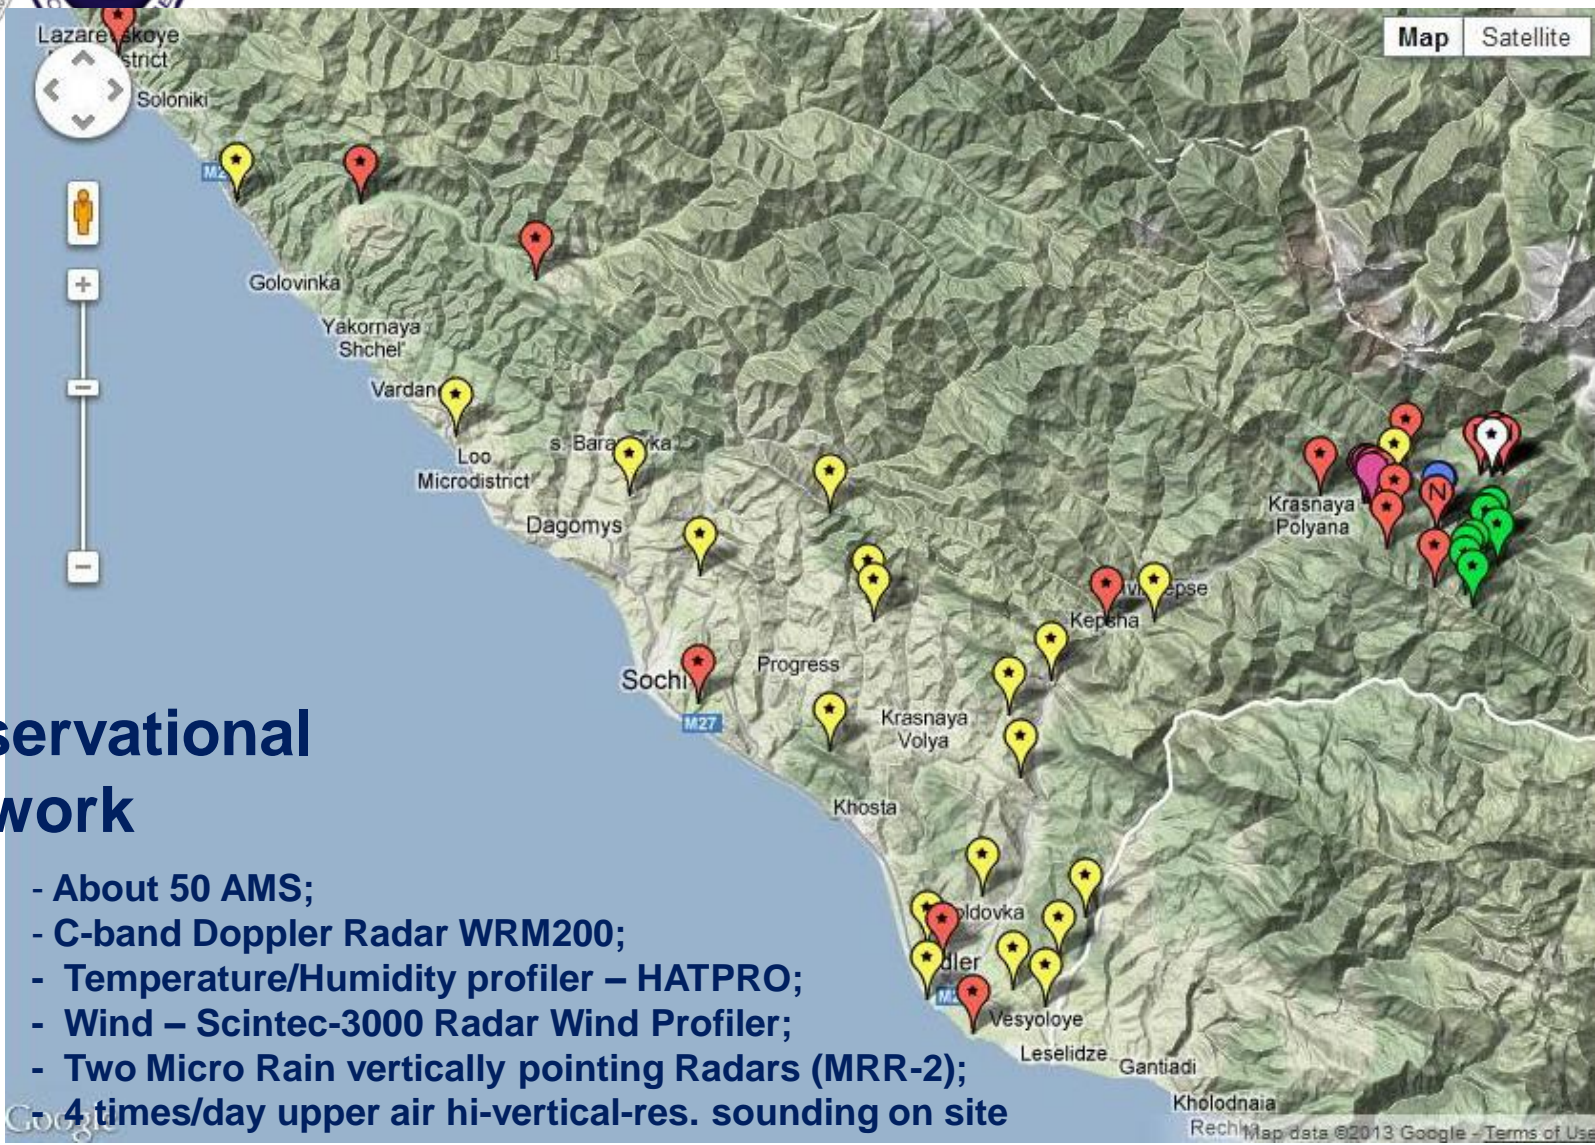 Map Satellite
Soloniki
Golovinka
Yakornaya
Shchel'
Vardan
Loo
Microdistrict
Dagomys
Krasnaya
Polyana
Kepsha
Sochi
Progress
M27
Krasnaya
Volya
Khosta
servational
work
- About 50 AMS;
- C-band Doppler Radar WRM200;
- Temperature/Humidity profiler – HATPRO;
- Wind – Scintec-3000 Radar Wind Profiler;
- Two Micro Rain vertically pointing Radars (MRR-2);
- 4 times/day upper air hi-vertical-res. sounding on site
N
Vesyoloye
Leselidze
Gantiadi
Kholodnaia
Google
Map data ©2013 Google - Terms of Use